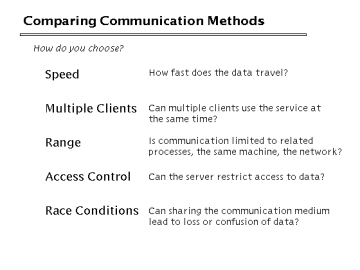 Comparing Communication Methods
How do you choose?
Speed
How fast does the data travel?
Multiple Clients
Can multiple clients use the service at
the same time?
Range
Is communication limited to related
processes, the same machine, the network?
Access Control
Can the server restrict access to data?
Race Conditions
Can sharing the communication medium
lead to loss or confusion of data?